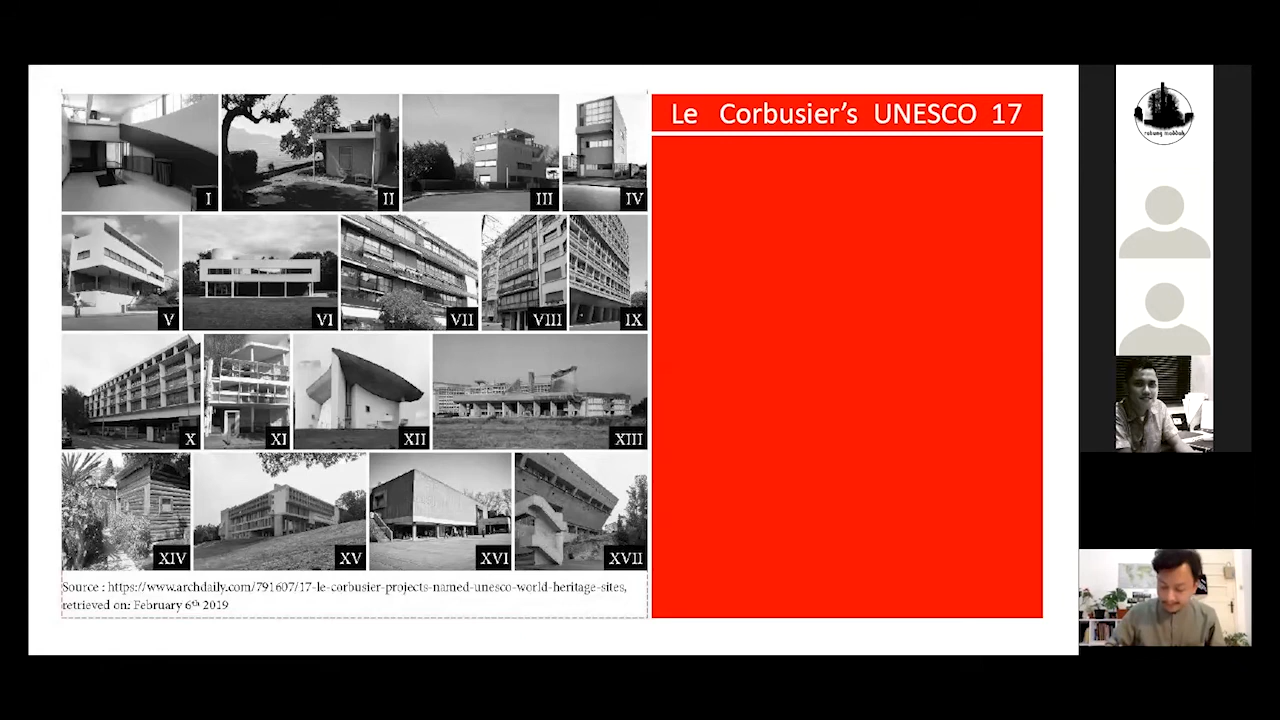 Le Corbusier’s UNESCO 17
I
II
III
IV
V
VI
VII
VIII
IX
X
XI
XII
XIII
XIV
XV
XVI
XVII
Source : https://www.archdaily.com/791607/17-le-corbusier-projects-named-unesco-world-heritage-sites,
retrieved on: February 6th 2019